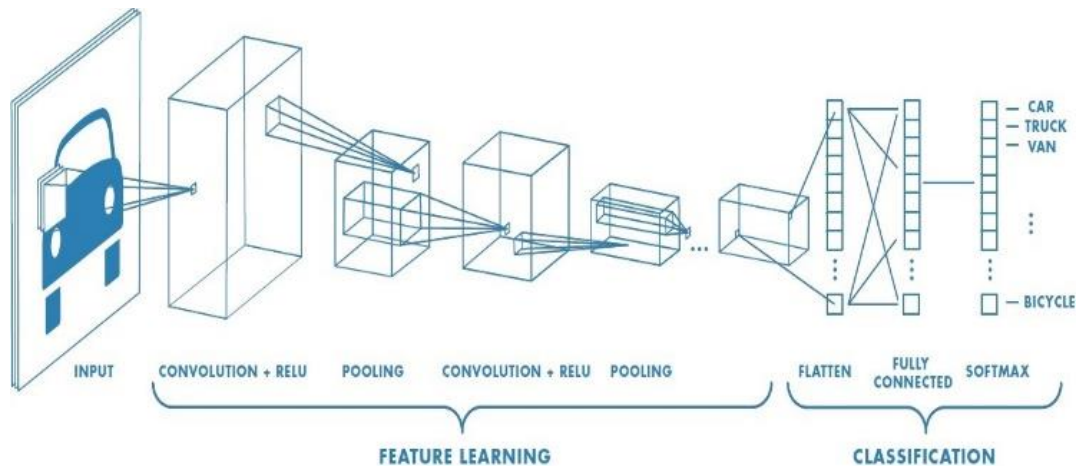 CAR
TRUCK
VAN
BICYCLE
INPUT
CONVOLUTION + RELU
POOLING
CONVOLUTION + RELU
POOLING
FLATTEN
FULLY
CONNECTED
SOFTMAX
FEATURE LEARNING
CLASSIFICATION